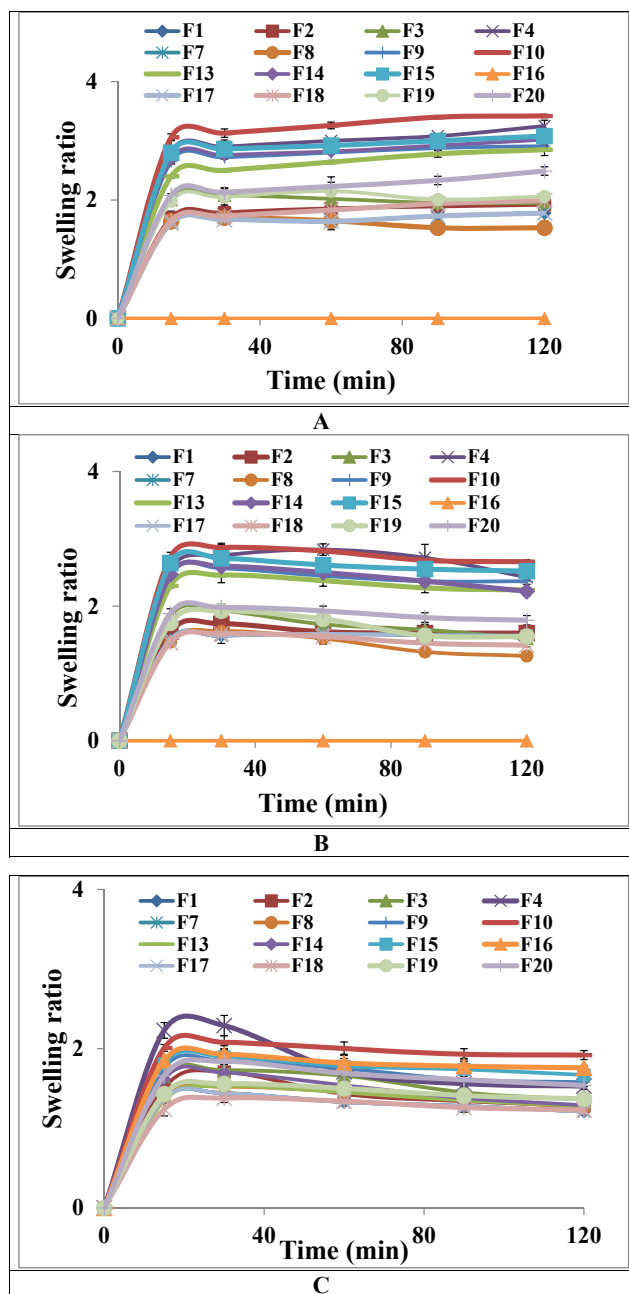 F1 F2 F3 F4
F7 F8 F9 F10
F13 F14 F15 F16
F17 F18 F19 F20
4
2
0
Swelling ratio
0 40 80 120
Time (min)
A
F1 F2 F3 F4
F7 F8 F9 F10
F13 F14 F15 F16
F17 F18 F19 F20
4
2
0
Swelling ratio
0 40 80 120
Time (min)
B
F1 F2 F3 F4
F7 F8 F9 F10
F13 F14 F15 F16
F17 F18 F19 F20
4
2
0
Swelling ratio
0 40 80 120
Time (min)
C